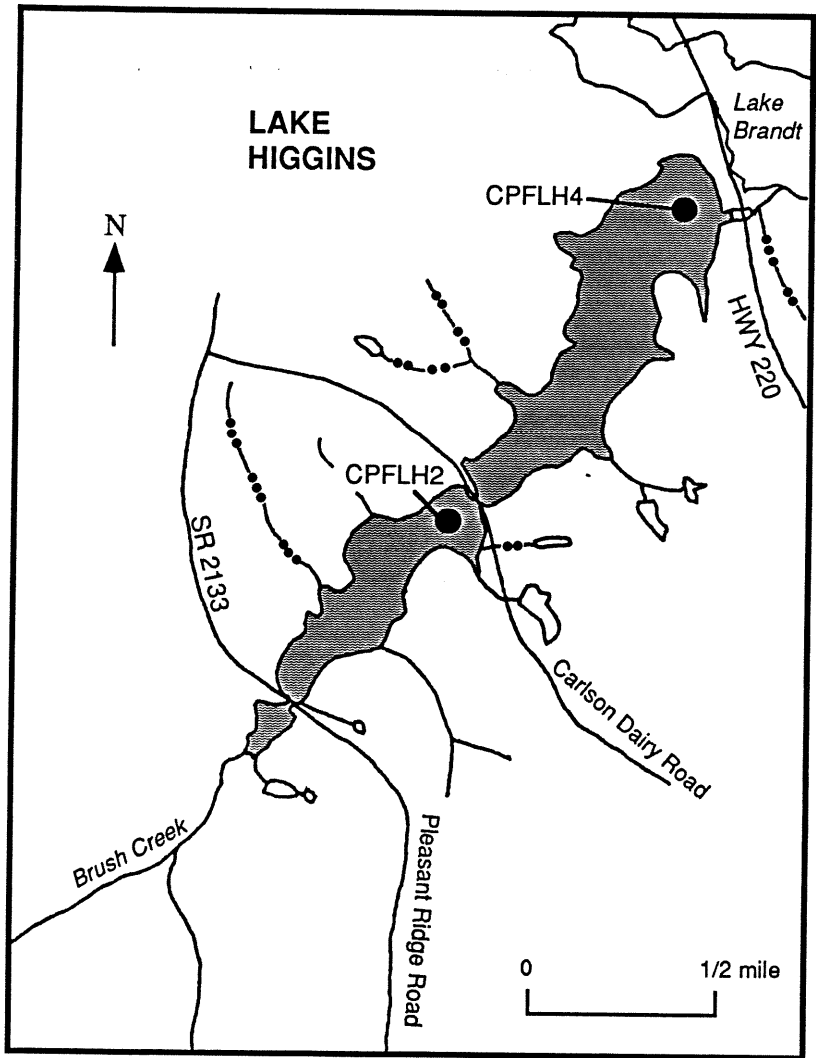 LAKE
HIGGINS
Lake
Brandt
CPFLH4
N
HWY 220
CPFLH2
SR 2133
Carlson Dairy Road
Brush Creek
Pleasant Ridge Road
0
1/2 mile